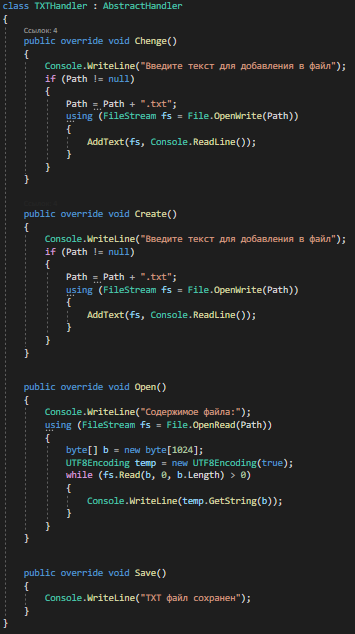 class TXTHandler : AbstractHandler
{
Ссылок: 4
public override void Chenge()
{
Console.WriteLine("Введите текст для добавления в файл");
if (Path != null)
{
Path = Path + ".txt";
using (FileStream fs = File.OpenWrite(Path))
{
AddText(fs, Console.ReadLine());
}
}
}
public override void Create()
{
Console.WriteLine("Введите текст для добавления в файл");
if (Path != null)
{
Path = Path + ".txt";
using (FileStream fs = File.OpenWrite(Path))
{
AddText(fs, Console.ReadLine());
}
}
}
public override void Open()
{
Console.WriteLine("Содержимое файла:");
using (FileStream fs = File.OpenRead(Path))
{
byte[] b = new byte[1024];
UTF8Encoding temp = new UTF8Encoding(true);
while (fs.Read(b, 0, b.Length) > 0)
{
Console.WriteLine(temp.GetString(b));
}
}
}
public override void Save()
{
Console.WriteLine("TXT файл сохранен");
}
}